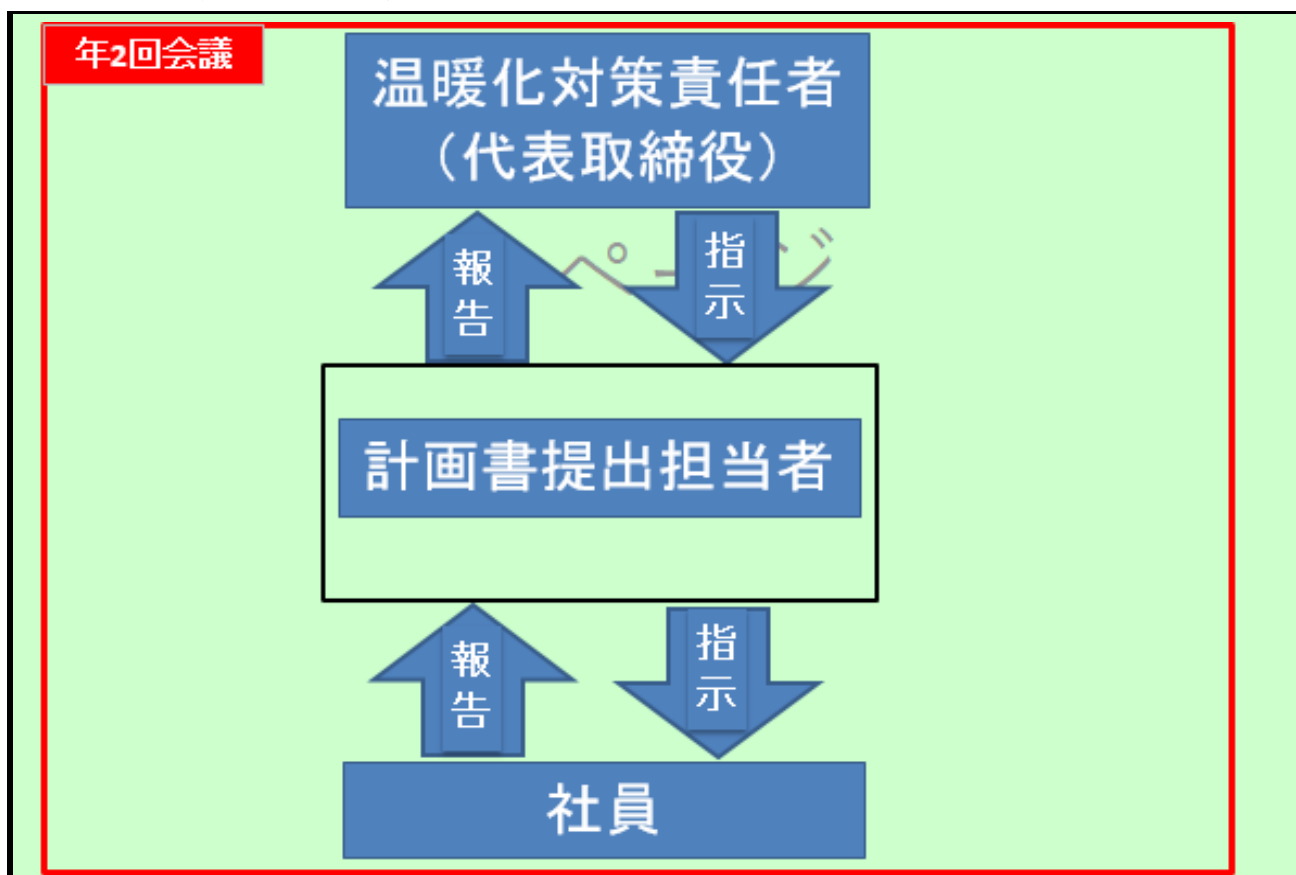 年2回会議
温暖化対策責任者
（代表取締役）
報告
指示
計画書提出担当者
報告
指示
社員